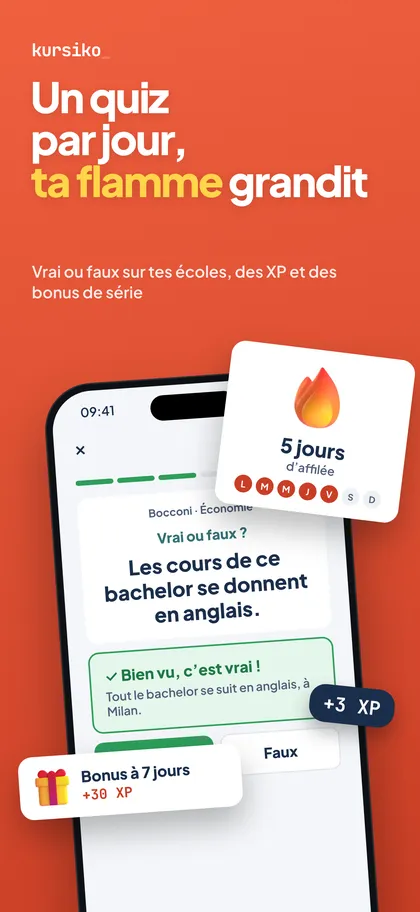 kursiko_
Un quiz
par jour,
ta flamme grandit
Vrai ou faux sur tes écoles, des XP et des
bonus de série
09:41
5 jours
d'affilée
L M M J V S D
×
Bocconi · Économie
Vrai ou faux ?
Les cours de ce
bachelor se donnent
en anglais.
✓ Bien vu, c'est vrai !
Tout le bachelor se suit en anglais, à
Milan.
+3 XP
Faux
Bonus à 7 jours
+30 XP